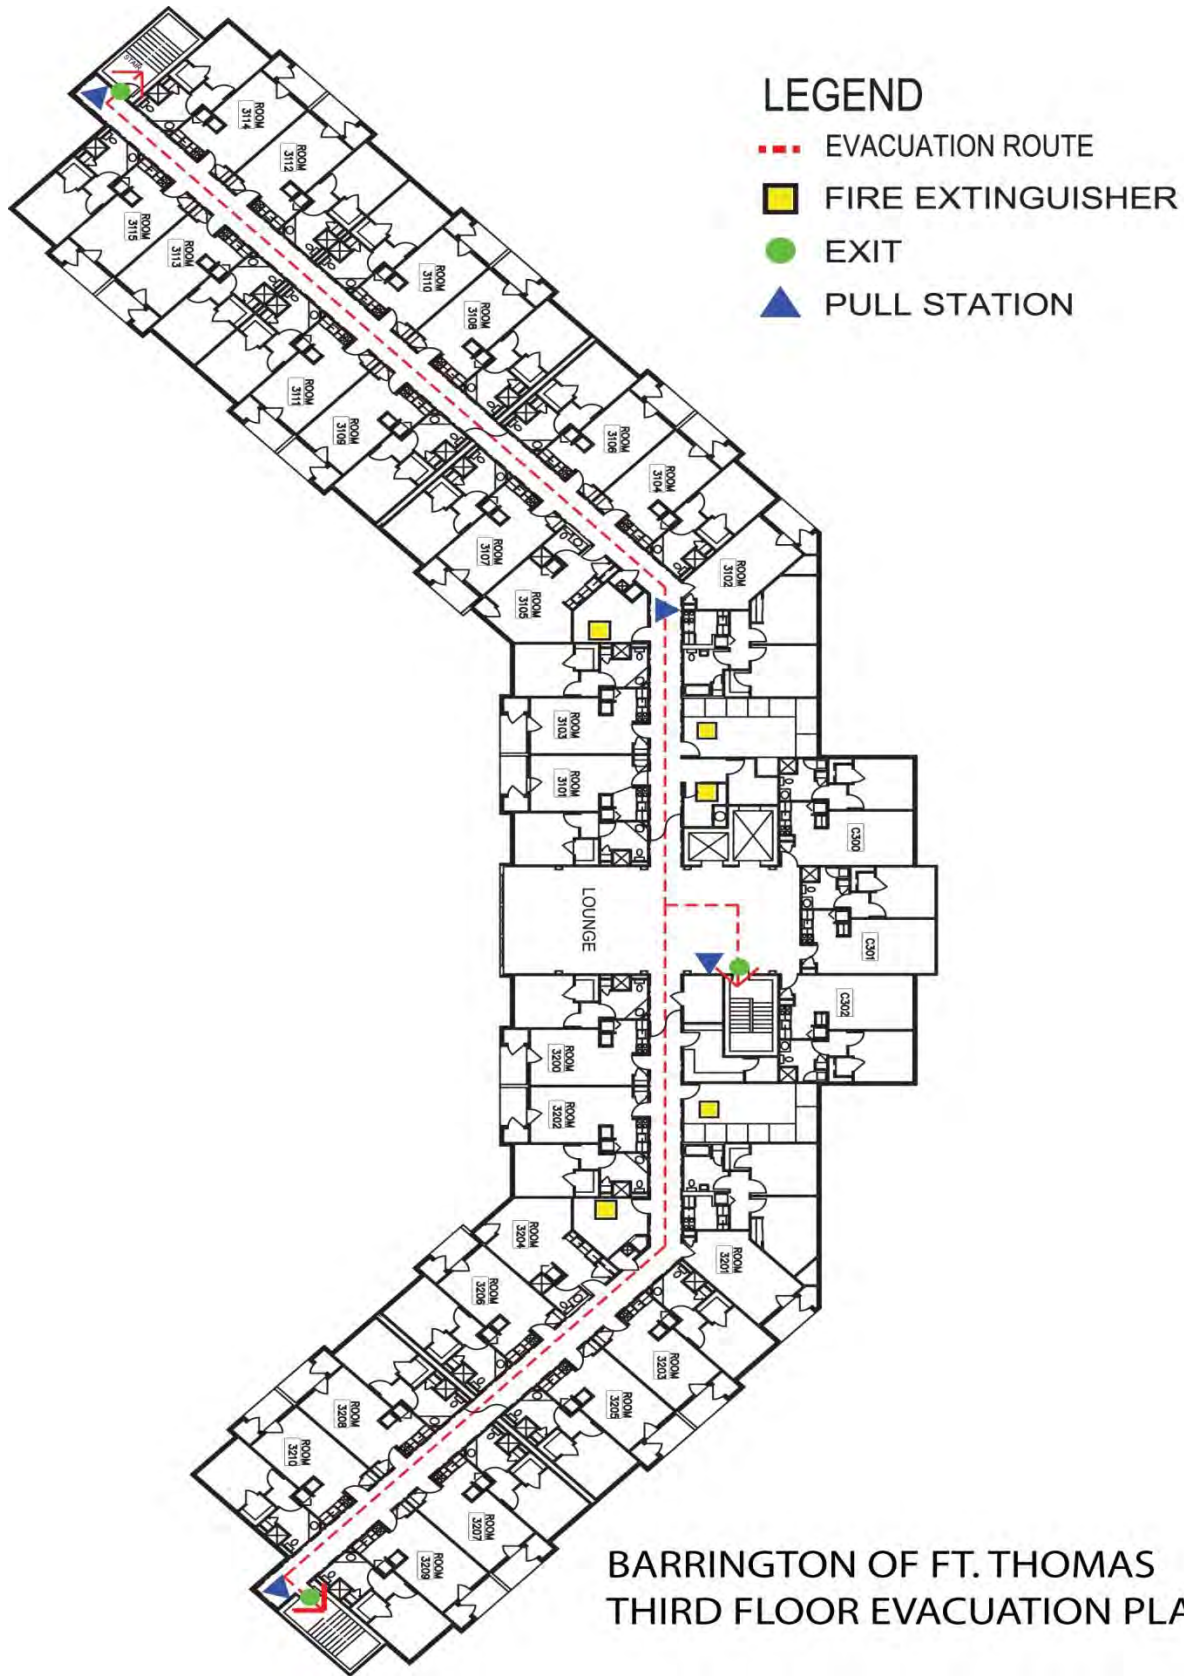 LEGEND
EVACUATION ROUTE
FIRE EXTINGUISHER
EXIT
PULL STATION
STAIR
ROOM
3114
ROOM
3112
ROOM
3115
ROOM
3113
ROOM
3110
ROOM
3108
ROOM
3111
ROOM
3109
ROOM
3106
ROOM
3104
ROOM
3107
ROOM
3105
ROOM
3102
ROOM
3103
ROOM
3101
C300
LOUNGE
C301
C302
ROOM
3200
ROOM
3202
ROOM
3204
ROOM
3201
ROOM
3206
ROOM
3203
ROOM
3205
ROOM
3208
ROOM
3210
ROOM
3207
ROOM
3209
BARRINGTON OF FT. THOMAS
THIRD FLOOR EVACUATION PLA